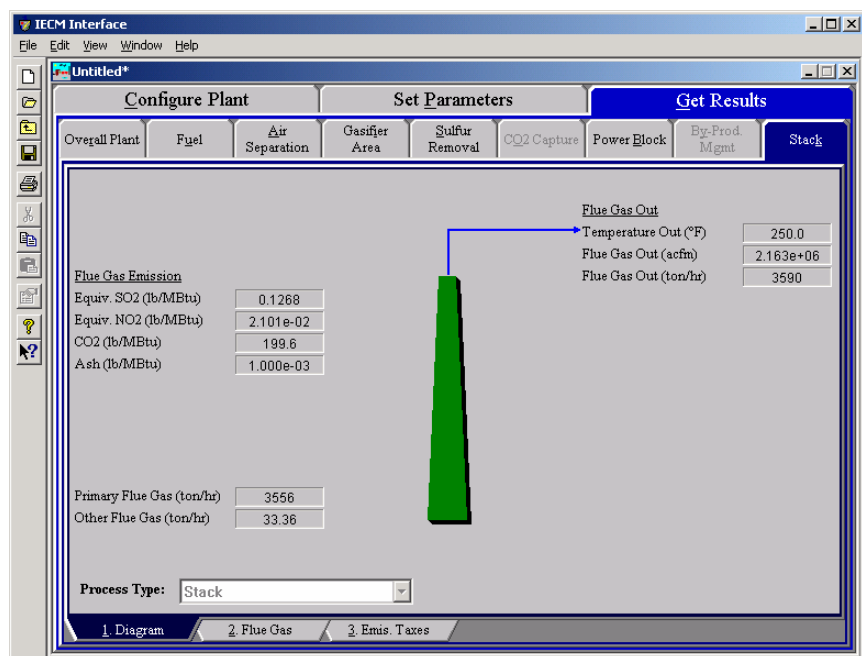 IECM Interface
File Edit View Window Help
Untitled*
Configure Plant Set Parameters Get Results
Overall Plant Fuel Air Separation Gasifier Area Sulfur Removal CO2 Capture Power Block By-Prod. Mgmt Stack
Flue Gas Out
Temperature Out (°F) 250.0
Flue Gas Out (acfm) 2.163e+06
Flue Gas Out (ton/hr) 3590
Flue Gas Emission
Equiv. SO2 (lb/MBtu) 0.1268
Equiv. NO2 (lb/MBtu) 2.101e-02
CO2 (lb/MBtu) 199.6
Ash (lb/MBtu) 1.000e-03
Primary Flue Gas (ton/hr) 3556
Other Flue Gas (ton/hr) 33.36
Process Type: Stack
1. Diagram 2. Flue Gas 3. Emis. Taxes